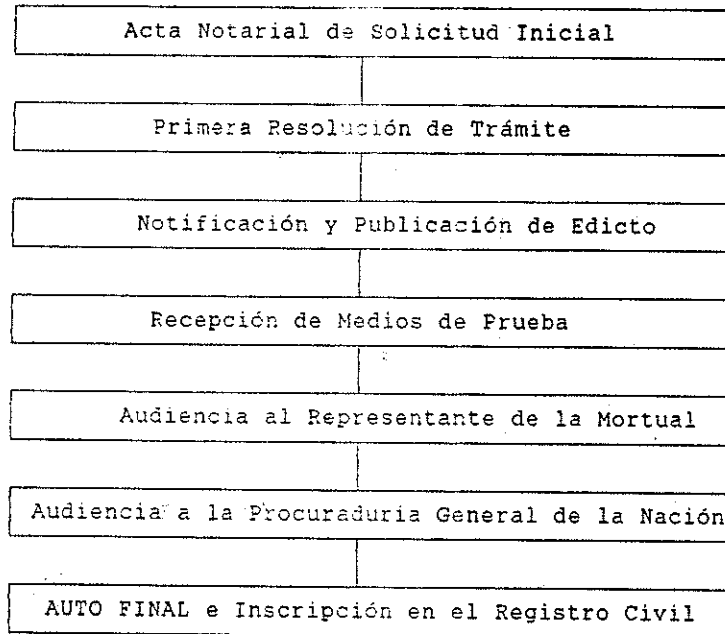 Acta Notarial de Solicitud Inicial
Primera Resolución de Trámite
Notificación y Publicación de Edicto
Recepción de Medios de Prueba
Audiencia al Representante de la Mortual
Audiencia a la Procuraduria General de la Nación
AUTO FINAL e Inscripción en el Registro Civil